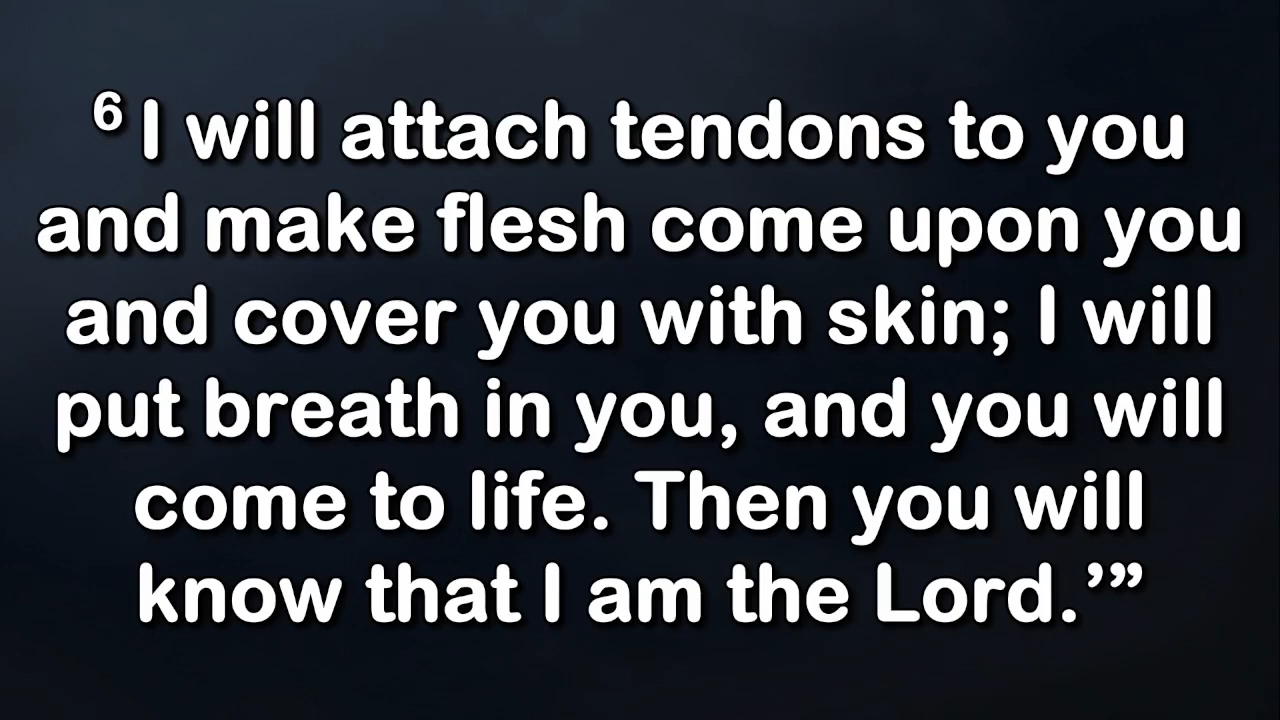 6 I will attach tendons to you
and make flesh come upon you
and cover you with skin; I will
put breath in you, and you will
come to life. Then you will
know that I am the Lord.’”